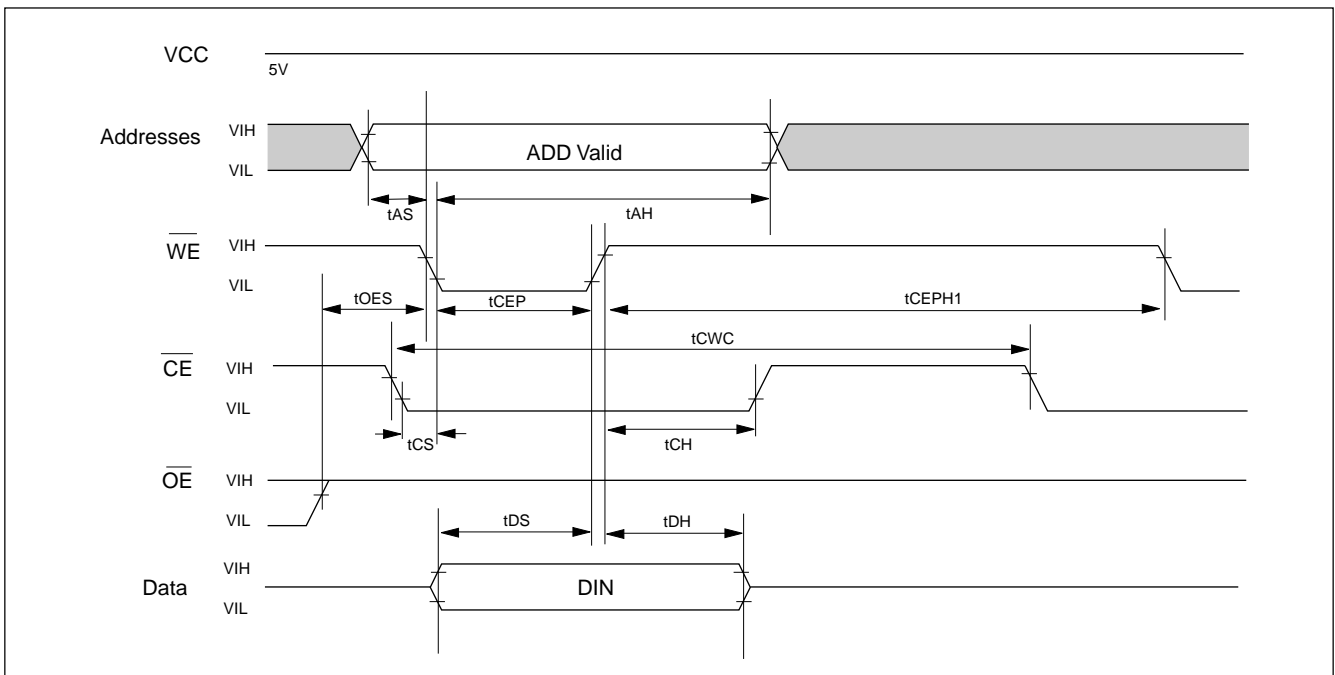 VCC
5V
Addresses
VIH
VIL
ADD Valid
tAS
tAH
WE
VIH
VIL
tOES
tCEP
tCEPH1
tCWC
CE
VIH
VIL
tCS
tCH
OE
VIH
VIL
tDS
tDH
Data
VIH
VIL
DIN